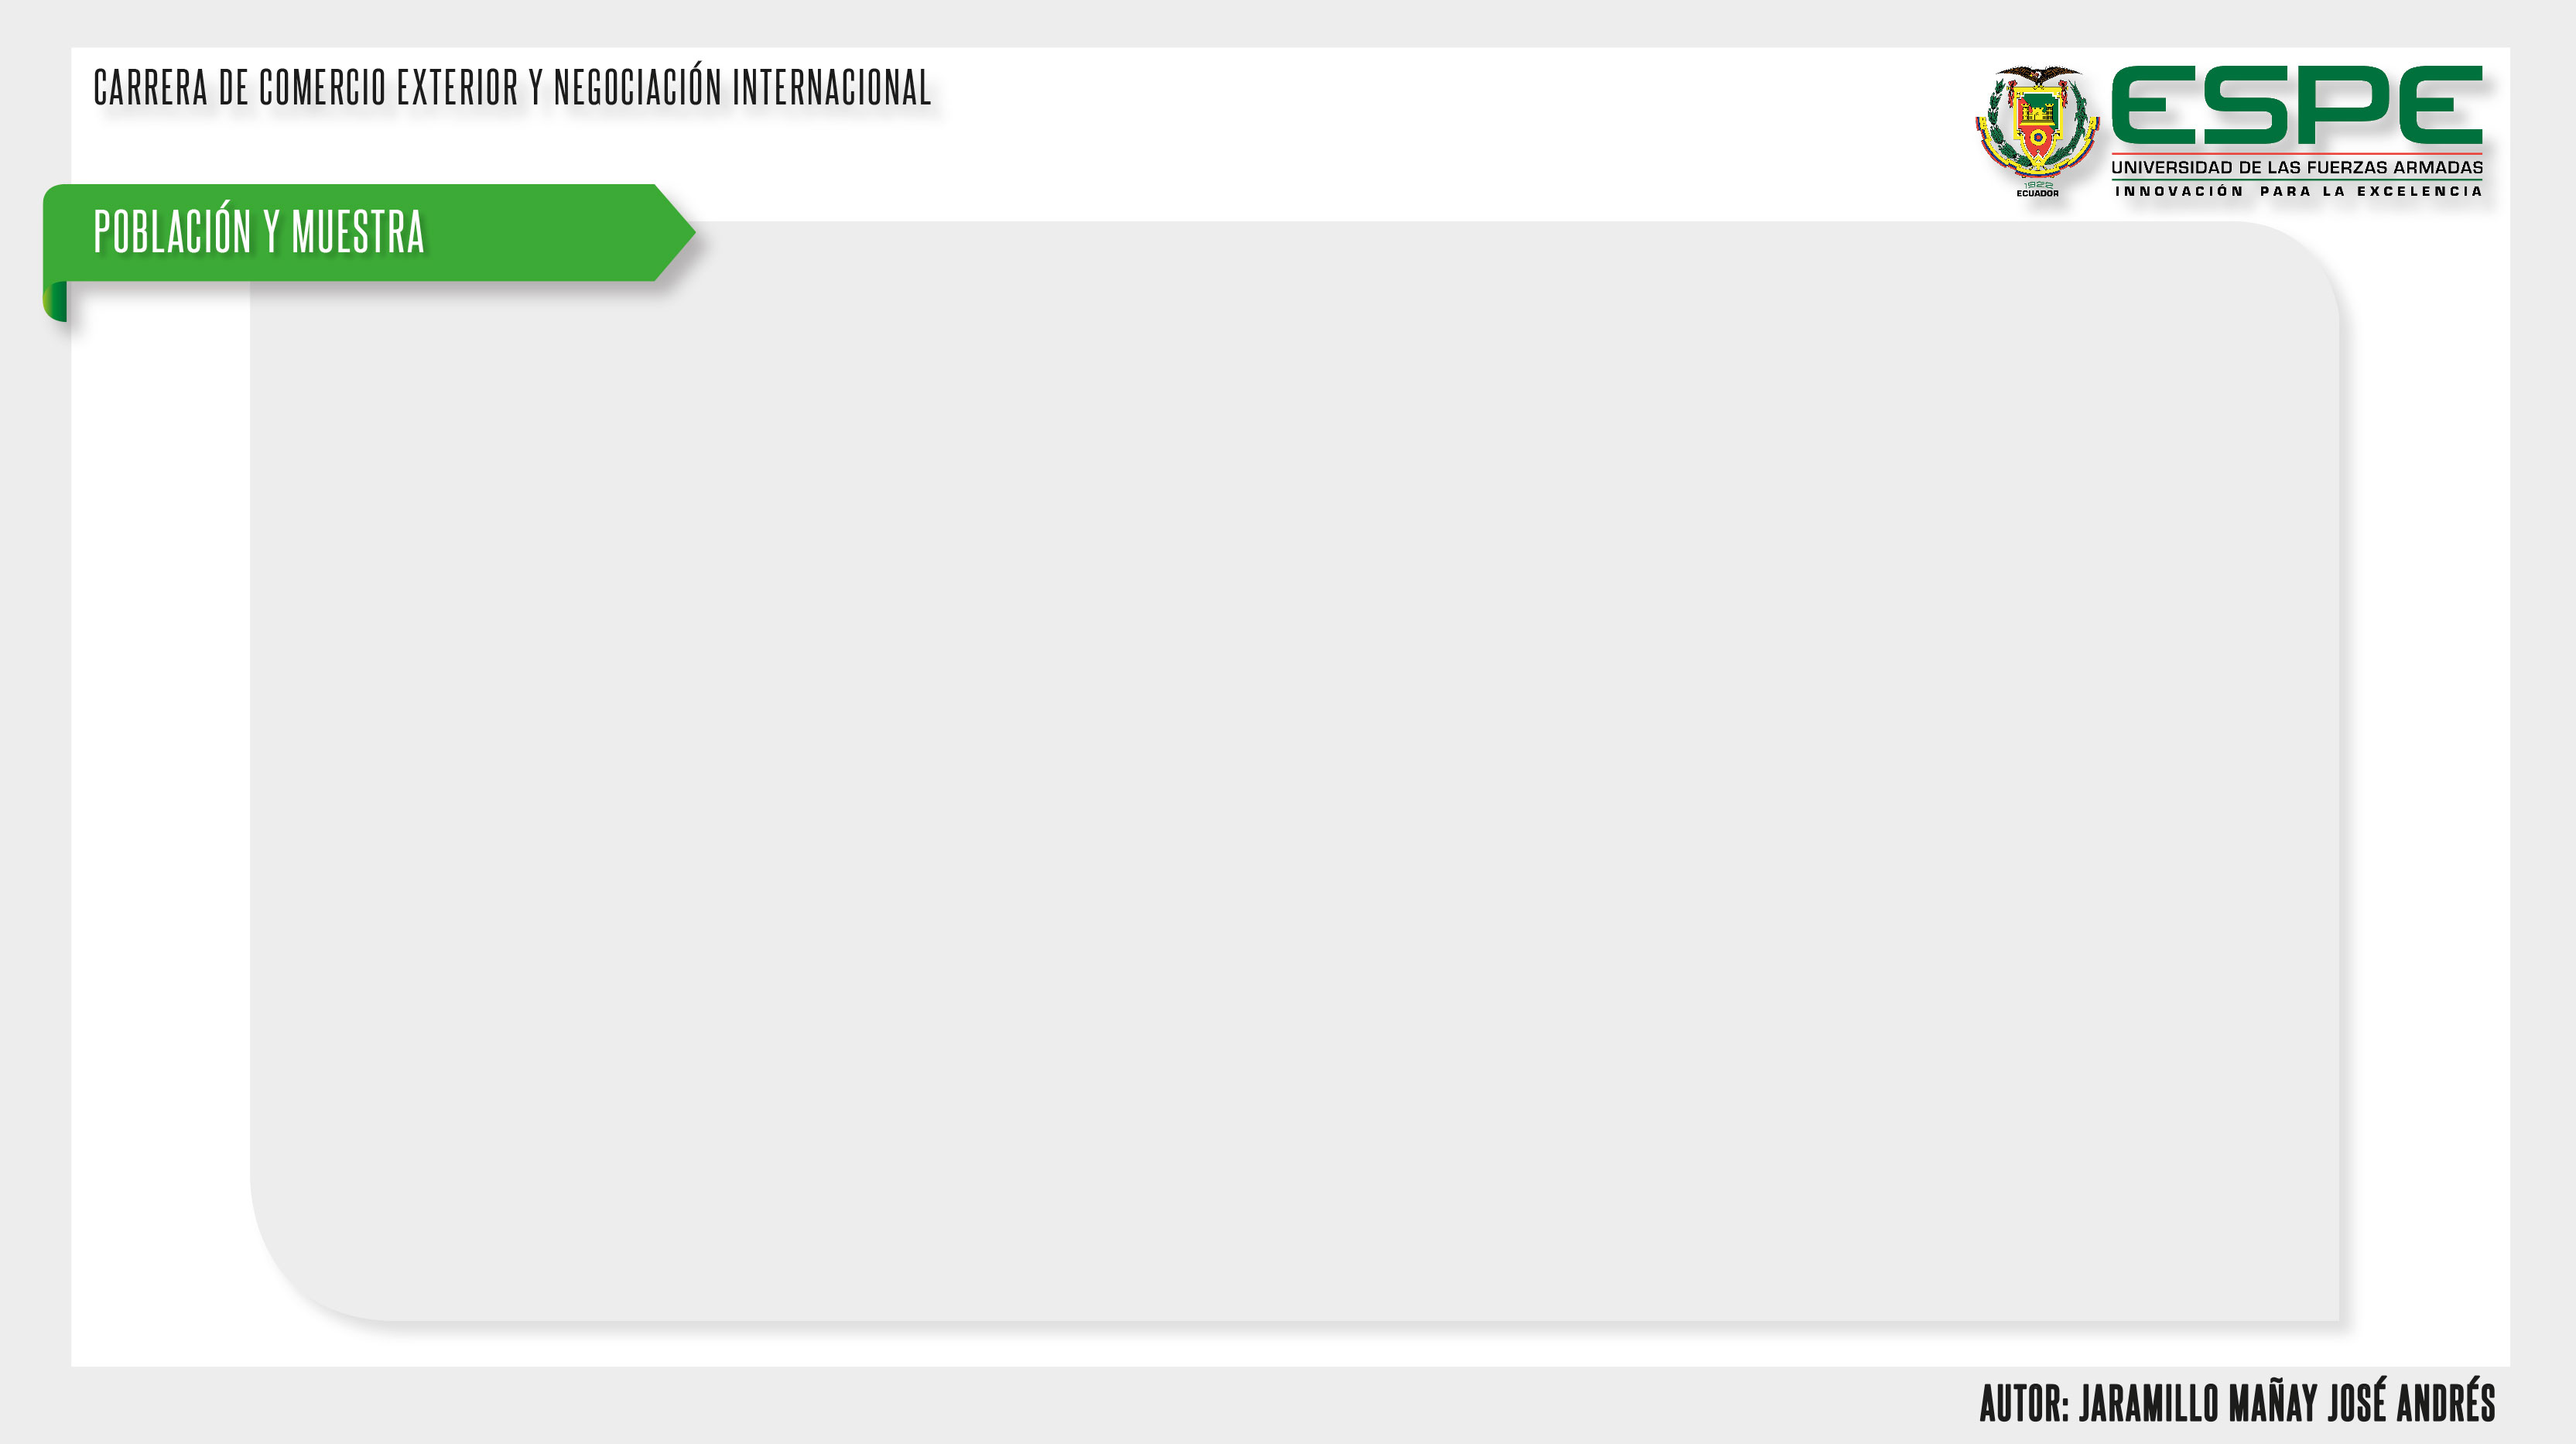 CARRERA DE COMERCIO EXTERIOR Y NEGOCIACIÓN INTERNACIONAL
ESPE
UNIVERSIDAD DE LAS FUERZAS ARMADAS
INNOVACIÓN PARA LA EXCELENCIA
1922
ECUADOR
POBLACIÓN Y MUESTRA
AUTOR: JARAMILLO MAÑAY JOSÉ ANDRÉS